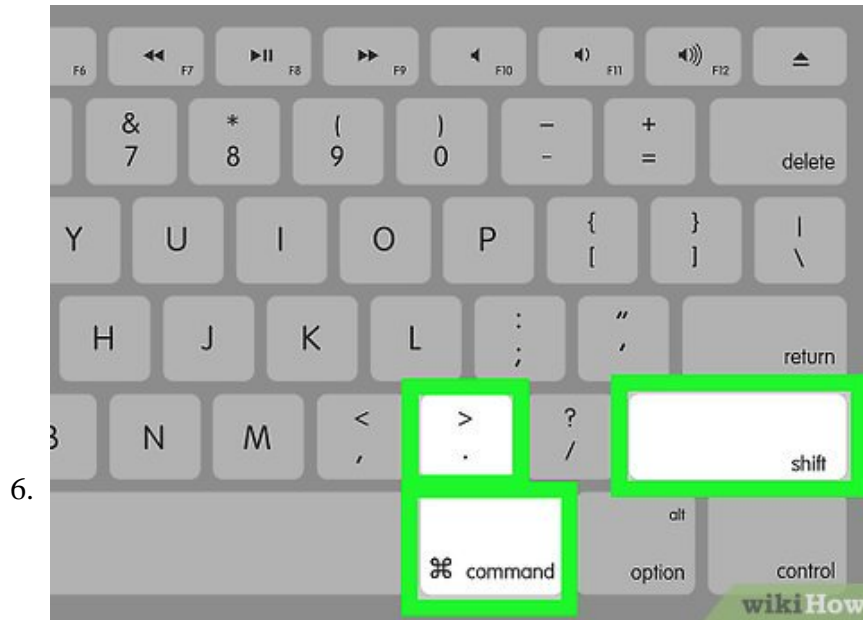 F6 F7 F8 F9 F10 F11 F12
& * ( ) — +
7 8 9 0 - =
delete
{ } |
Y U I O P [ ] \
: "
H J K L ; ,
return
< > ?
B N M , . /
shift
6.
alt
⌘ command option control
wikiHow